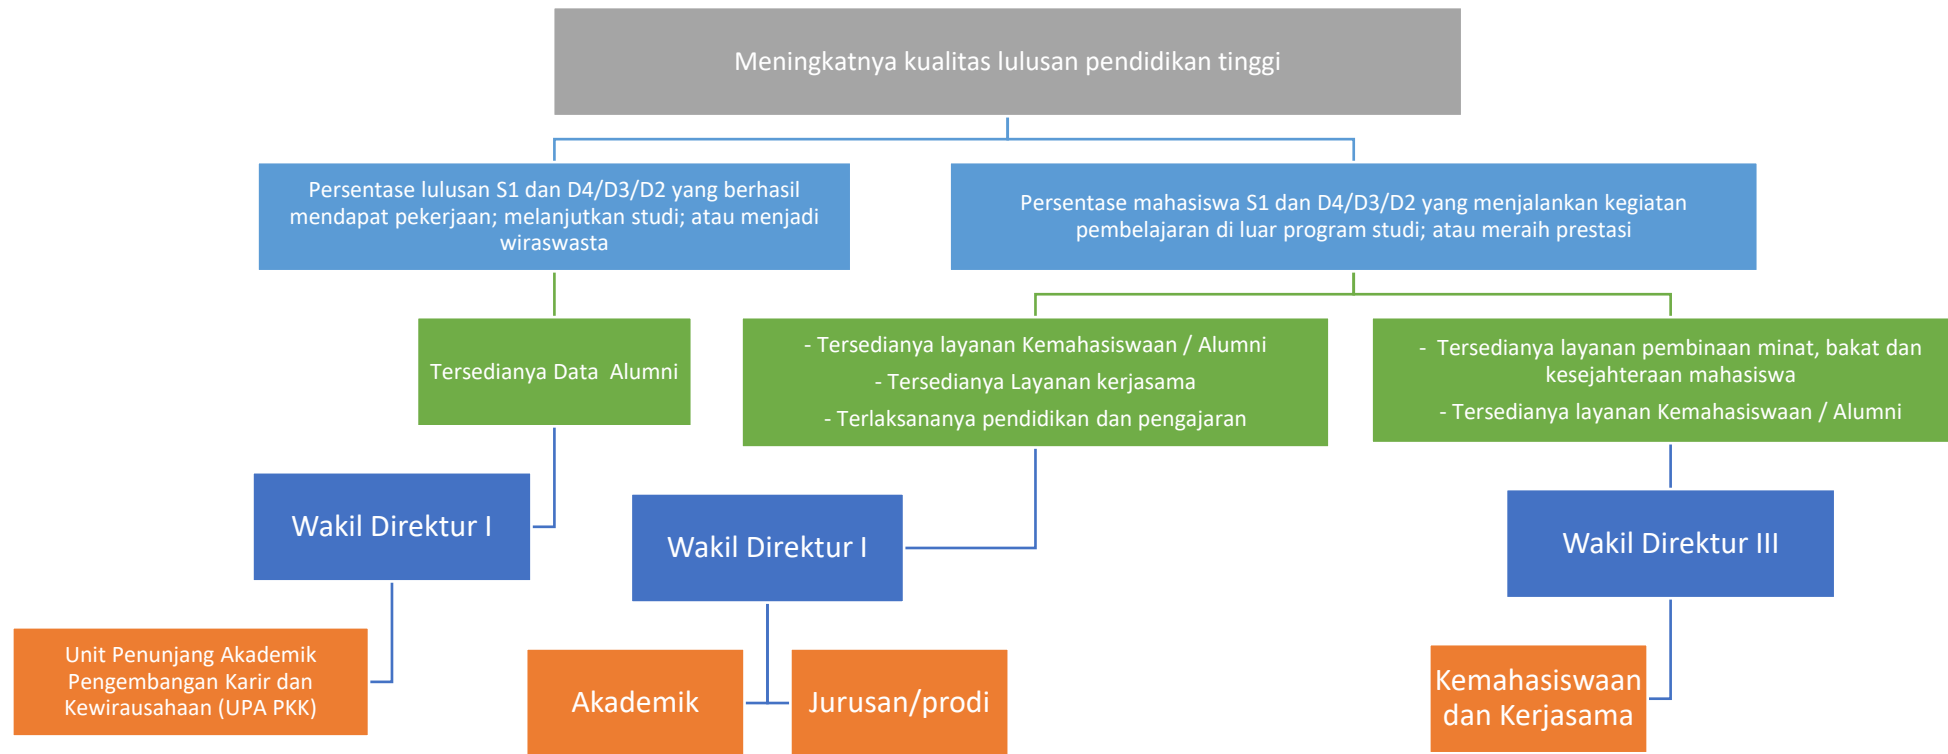 Meningkatnya kualitas lulusan pendidikan tinggi
Persentase lulusan S1 dan D4/D3/D2 yang berhasil
mendapat pekerjaan; melanjutkan studi; atau menjadi
wiraswasta
Persentase mahasiswa S1 dan D4/D3/D2 yang menjalankan kegiatan
pembelajaran di luar program studi; atau meraih prestasi
Tersedianya Data Alumni
- Tersedianya layanan Kemahasiswaan / Alumni
- Tersedianya Layanan kerjasama
- Terlaksananya pendidikan dan pengajaran
- Tersedianya layanan pembinaan minat, bakat dan
kesejahteraan mahasiswa
- Tersedianya layanan Kemahasiswaan / Alumni
Wakil Direktur I
Wakil Direktur I
Wakil Direktur III
Unit Penunjang Akademik
Pengembangan Karir dan
Kewirausahaan (UPA PKK)
Akademik
Jurusan/prodi
Kemahasiswaan
dan Kerjasama